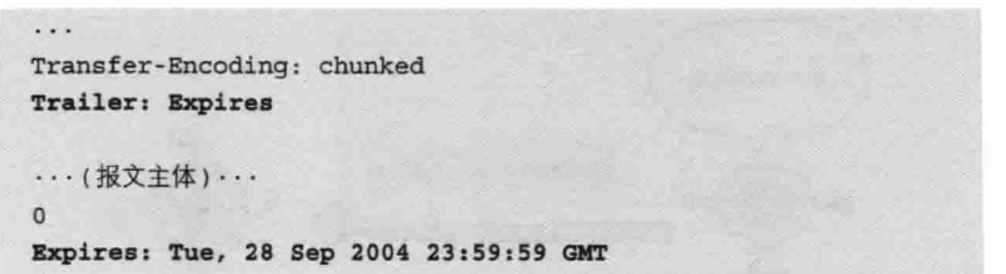 ...
Transfer-Encoding: chunked
Trailer: Expires
···(报文主体)···
0
Expires: Tue, 28 Sep 2004 23:59:59 GMT